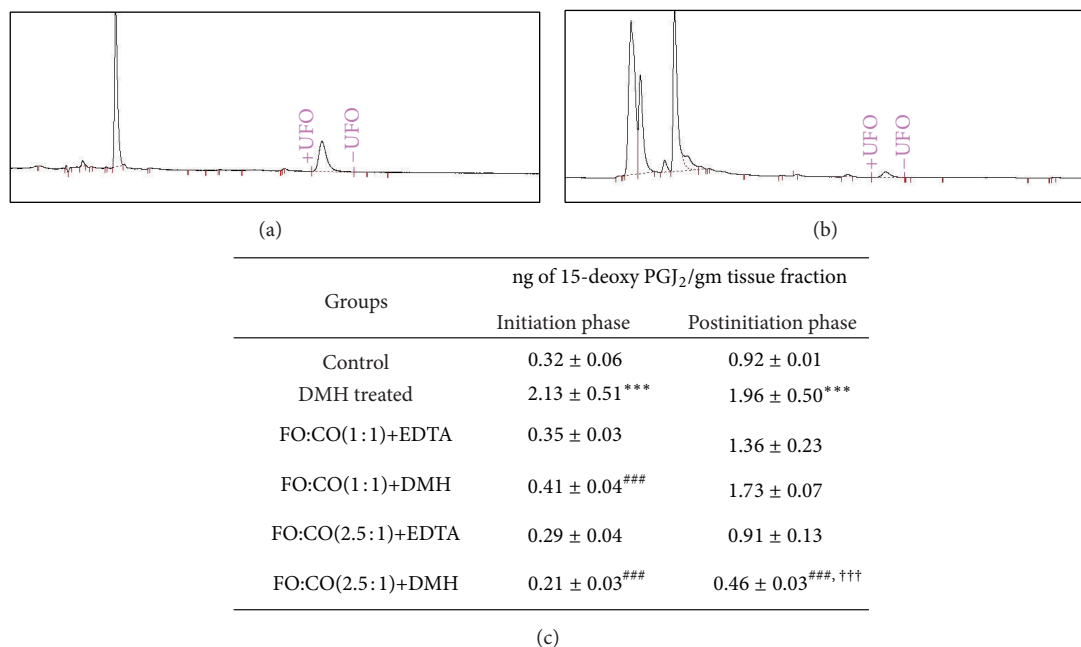 +UFO
−UFO
+UFO
−UFO
(a)
(b)
Groups
ng of 15-deoxy PGJ₂/gm tissue fraction
Initiation phase Postinitiation phase
Control 0.32 ± 0.06 0.92 ± 0.01
DMH treated 2.13 ± 0.51*** 1.96 ± 0.50***
FO:CO(1:1)+EDTA 0.35 ± 0.03 1.36 ± 0.23
FO:CO(1:1)+DMH 0.41 ± 0.04### 1.73 ± 0.07
FO:CO(2.5:1)+EDTA 0.29 ± 0.04 0.91 ± 0.13
FO:CO(2.5:1)+DMH 0.21 ± 0.03### 0.46 ± 0.03###, †††
(c)